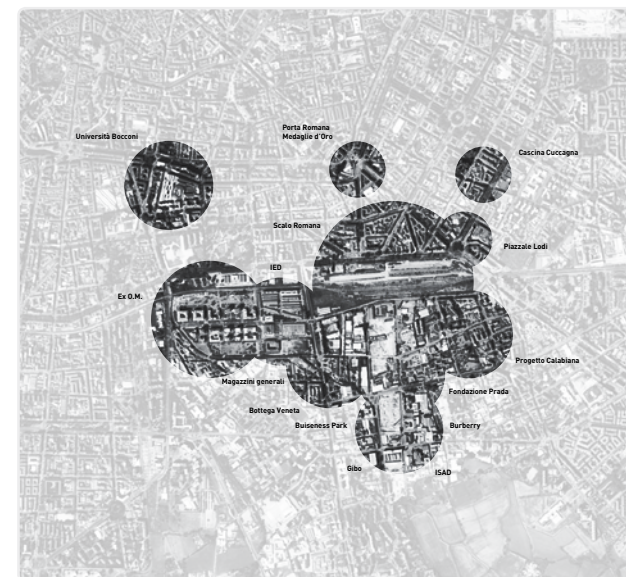 Porta Romana
Medaglie d'Oro
Università Bocconi
Cascina Cuccagna
Scalo Romana
Piazzale Lodi
IED
Ex O.M.
Progetto Calabiana
Magazzini generali
Fondazione Prada
Bottega Veneta
Buiseness Park
Burberry
Gibo
ISAD